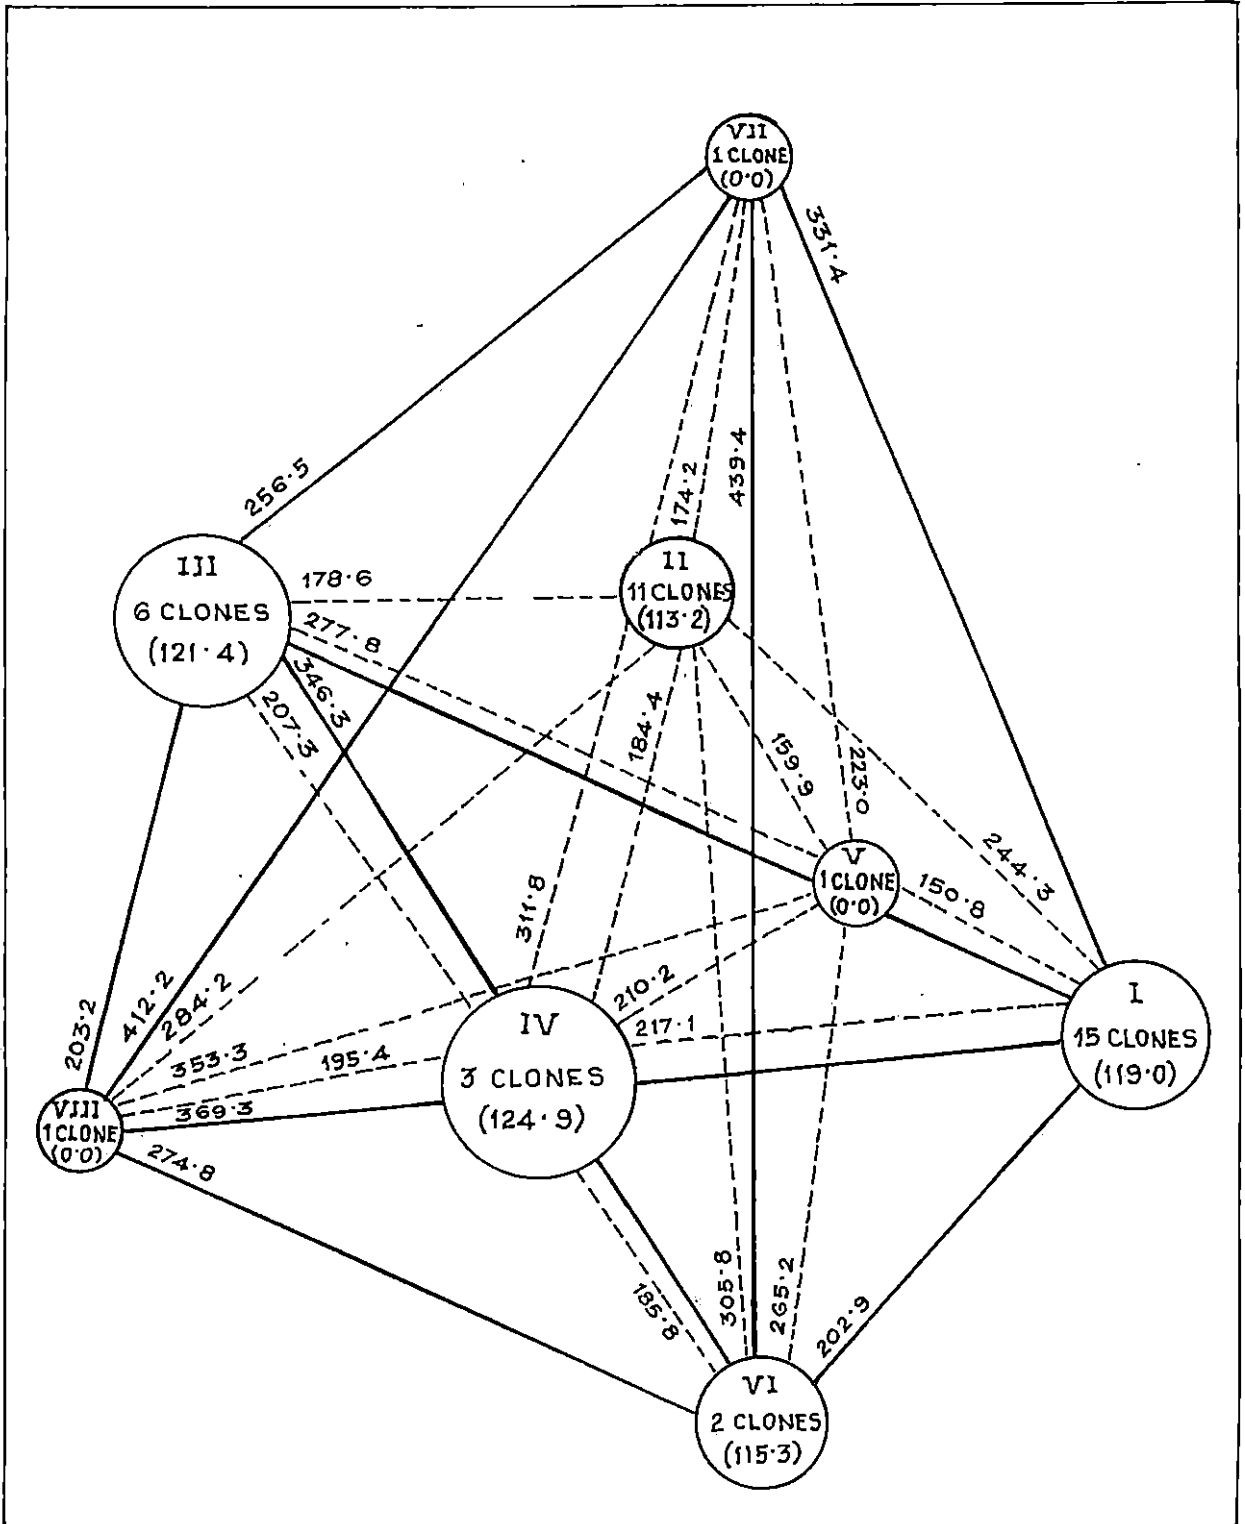 VII
1 CLONE
(0·0)
331·4
439·4
174·2
256·5
III
6 CLONES
(121·4)
178·6
277·8
346·3
207·3
II
11 CLONES
(113·2)
184·4
159·9
223·0
244·3
V
1 CLONE
(0·0)
150·8
311·8
210·2
217·1
I
15 CLONES
(119·0)
IV
3 CLONES
(124·9)
203·2
412·2
284·2
353·3
195·4
369·3
VIII
1 CLONE
(0·0)
274·8
185·8
305·8
265·2
202·9
VI
2 CLONES
(115·3)